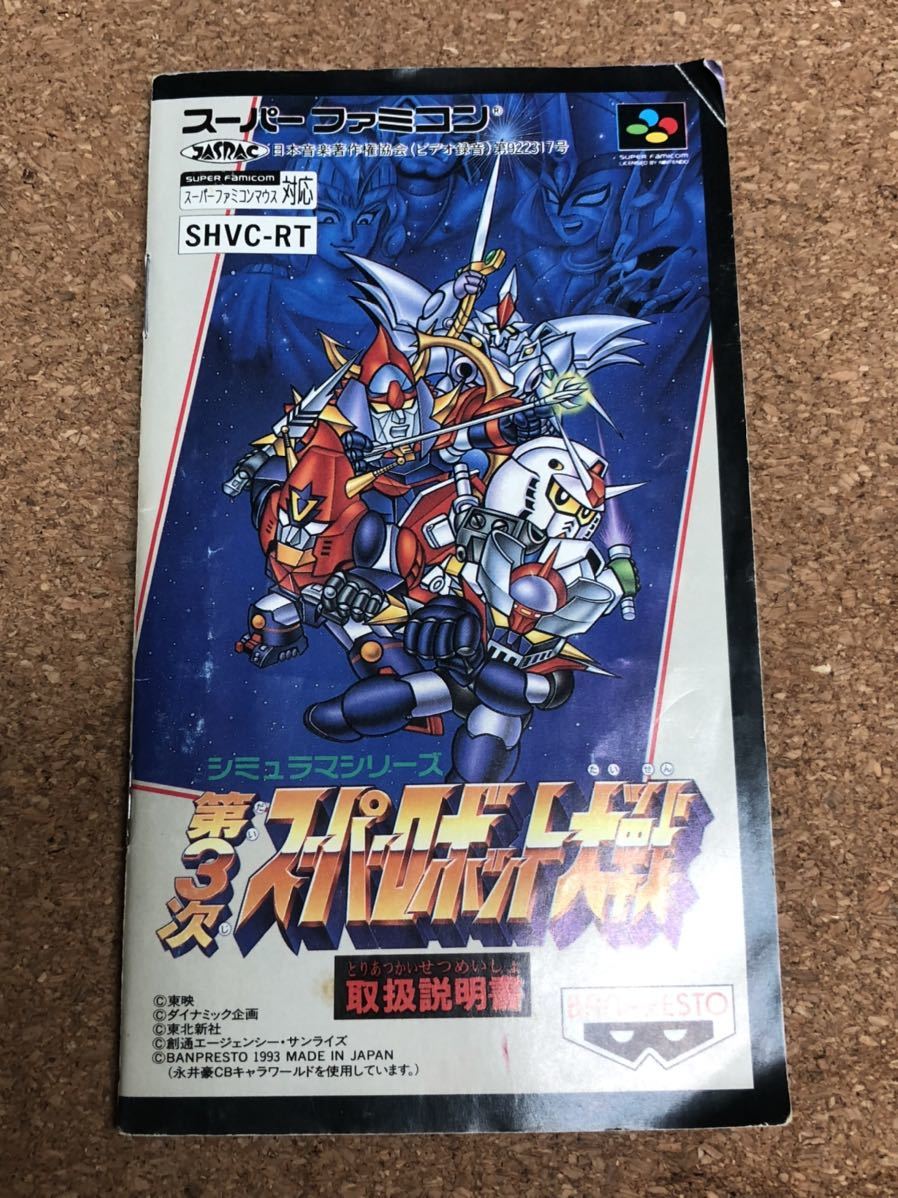 スーパーファミコン®
JASRAC 日本音楽著作権協会(ビデオ録音)第922317号
SUPER FAMICOM
LICENSED BY NINTENDO
SUPER FAMICOM
スーパーファミコンマウス 対応
SHVC-RT
シミュラマシリーズ
だい じ たいせん
第3次 スーパーロボット大戦
とりあつかいせつめいしょ
取扱説明書
BANPRESTO
©東映
©ダイナミック企画
©東北新社
©創通エージェンシー・サンライズ
©BANPRESTO 1993 MADE IN JAPAN
(永井豪CBキャラワールドを使用しています。)